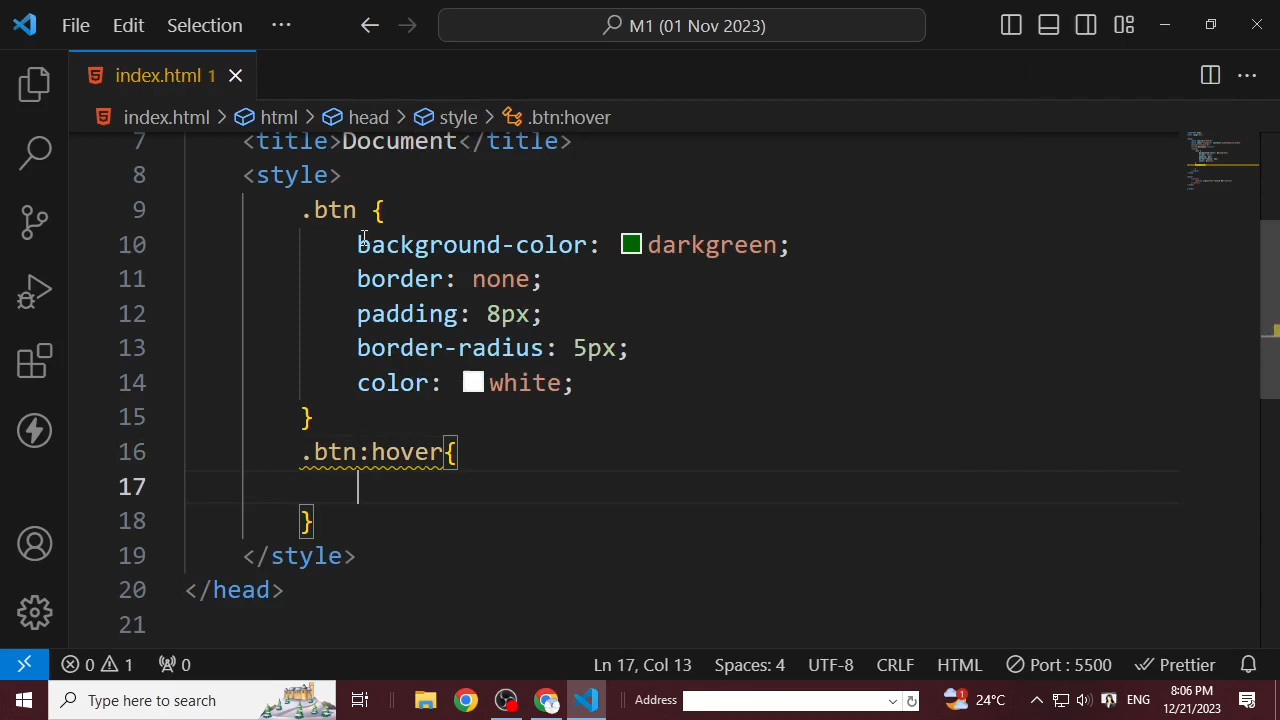 File Edit Selection ··· M1 (01 Nov 2023)
index.html 1
index.html > html > head > style > .btn:hover
7 <title>Document</title>
8 <style>
9 .btn {
10 background-color: darkgreen;
11 border: none;
12 padding: 8px;
13 border-radius: 5px;
14 color: white;
15 }
16 .btn:hover{
17
18 }
19 </style>
20 </head>
21
0 1 0 Ln 17, Col 13 Spaces: 4 UTF-8 CRLF HTML Port : 5500 Prettier
Type here to search Address 1 24°C ENG 8:06 PM
12/21/2023